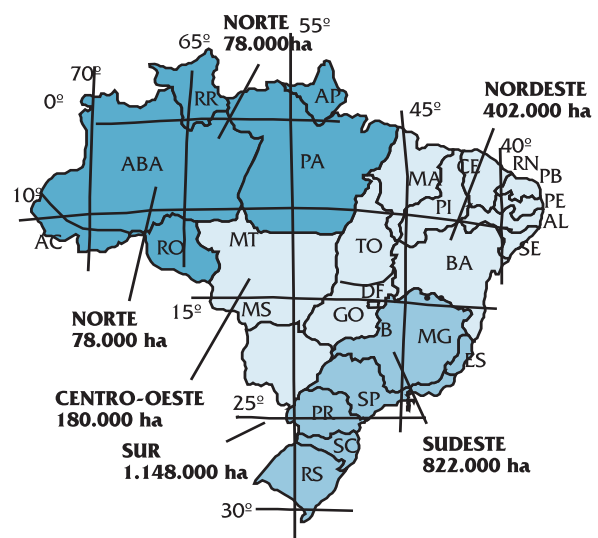 NORTE
78.000 ha
55º
65º
70º
0º
RR
AP
NORDESTE
402.000 ha
45º
40º
ABA
PA
MA
CE
RN
PB
PI
PE
AL
10º
AC
RO
MT
TO
BA
SE
DF
MS
GO
B
MG
15º
NORTE
78.000 ha
ES
CENTRO-OESTE
180.000 ha
25º
SP
PR
SUR
1.148.000 ha
SC
SUDESTE
822.000 ha
RS
30º